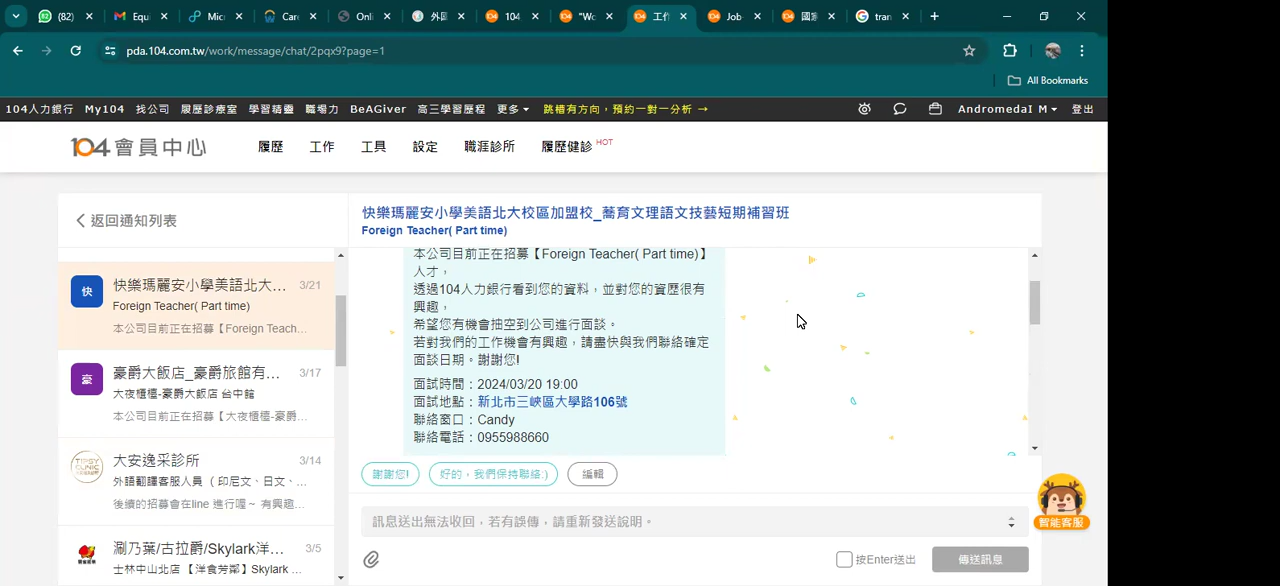 (82)
Equi
Mic
Care
Onli
外國
104
"Wo
工作
Job
國家
tran
pda.104.com.tw/work/message/chat/2pqx9?page=1
All Bookmarks
104人力銀行 My104 找公司 履歷診療室 學習精靈 職場力 BeAGiver 高三學習歷程 更多 跳槽有方向，預約一對一分析 → AndromedaI M 登出
104會員中心 履歷 工作 工具 設定 職涯診所 履歷健診 HOT
返回通知列表
快樂瑪麗安小學美語北大... 3/21
Foreign Teacher( Part time)
本公司目前正在招募【Foreign Teach...
豪 豪爵大飯店_豪爵旅館有... 3/17
大夜櫃檯-豪爵大飯店 台中館
本公司目前正在招募【大夜櫃檯-豪爵...
TIPSY CLINIC 大安逸采診所 3/14
外語翻譯客服人員（ 印尼文、日文、...
後續的招募會在line 進行喔～ 有興趣...
涮乃葉/古拉爵/Skylark洋... 3/5
士林中山北店 【洋食芳鄰】Skylark ...
快
快樂瑪麗安小學美語北大校區加盟校_蕎育文理語文技藝短期補習班
Foreign Teacher( Part time)
本公司目前正在招募【Foreign Teacher( Part time)】
人才，
透過104人力銀行看到您的資料，並對您的資歷很有
興趣，
希望您有機會抽空到公司進行面談。
若對我們的工作機會有興趣，請盡快與我們聯絡確定
面談日期。謝謝您!
面試時間：2024/03/20 19:00
面試地點：新北市三峽區大學路106號
聯絡窗口：Candy
聯絡電話：0955988660
謝謝您! 好的，我們保持聯絡:) 編輯
訊息送出無法收回，若有誤傳，請重新發送說明。
按Enter送出 傳送訊息
智能客服